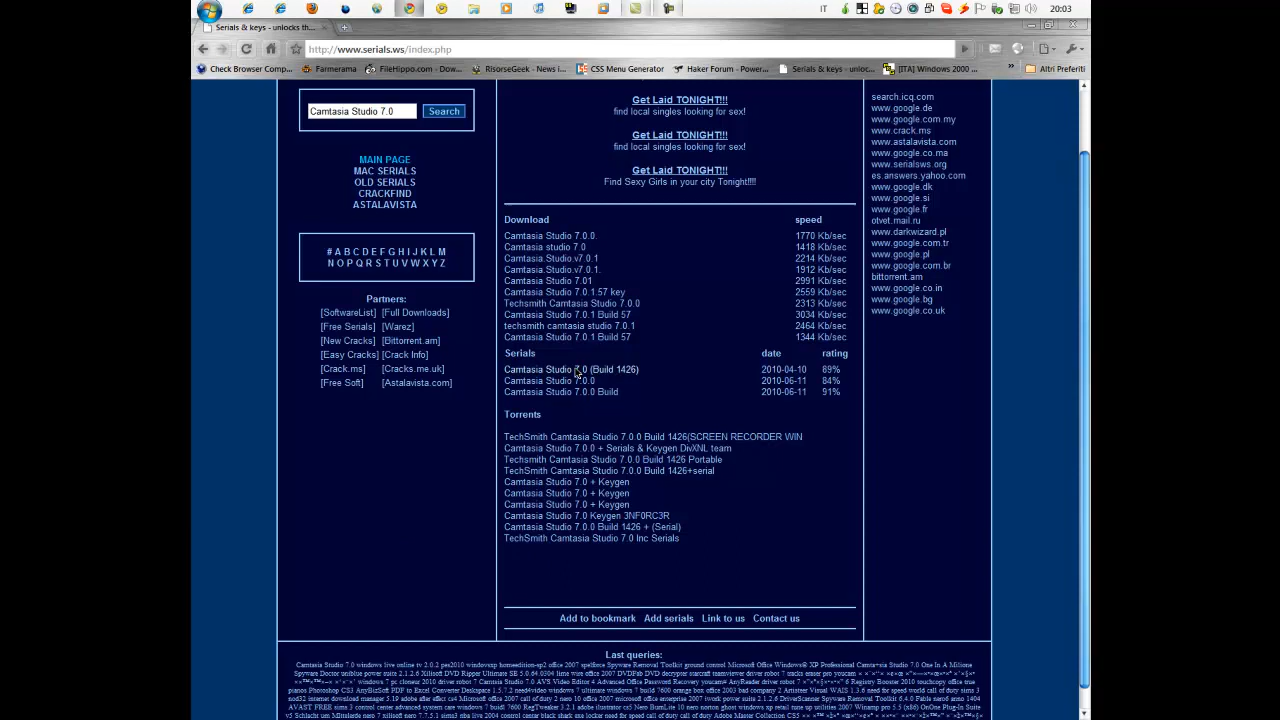 IT
20:03
Serials & keys - unlocks th...
http://www.serials.ws/index.php
Check Browser Comp...
Farmerama
FileHippo.com - Dow...
RisorseGeek - News i...
CSS Menu Generator
Haker Forum - Power...
Serials & keys - unloc...
[ITA] Windows 2000 ...
Altri Preferiti
Camtasia Studio 7.0
Search
MAIN PAGE
MAC SERIALS
OLD SERIALS
CRACKFIND
ASTALAVISTA
# A B C D E F G H I J K L M
N O P Q R S T U V W X Y Z
Partners:
[SoftwareList] [Full Downloads]
[Free Serials] [Warez]
[New Cracks] [Bittorrent.am]
[Easy Cracks] [Crack Info]
[Crack.ms] [Cracks.me.uk]
[Free Soft] [Astalavista.com]
Get Laid TONIGHT!!!
find local singles looking for sex!
Get Laid TONIGHT!!!
find local singles looking for sex!
Get Laid TONIGHT!!!
Find Sexy Girls in your city Tonight!!!!
Download speed
Camtasia Studio 7.0.0. 1770 Kb/sec
Camtasia studio 7 0 1418 Kb/sec
Camtasia.Studio.v7.0.1 2214 Kb/sec
Camtasia.Studio.v7.0.1. 1912 Kb/sec
Camtasia Studio 7.01 2991 Kb/sec
Camtasia Studio 7.0.1.57 key 2559 Kb/sec
Techsmith Camtasia Studio 7.0.0 2313 Kb/sec
Camtasia Studio 7.0.1 Build 57 3034 Kb/sec
techsmith camtasia studio 7.0.1 2464 Kb/sec
Camtasia Studio 7.0.1 Build 57 1344 Kb/sec
Serials date rating
Camtasia Studio 7.0 (Build 1426) 2010-04-10 89%
Camtasia Studio 7.0.0 2010-06-11 84%
Camtasia Studio 7.0.0 Build 2010-06-11 91%
Torrents
TechSmith Camtasia Studio 7.0.0 Build 1426(SCREEN RECORDER WIN
Camtasia Studio 7.0.0 + Serials & Keygen DivXNL team
Techsmith Camtasia Studio 7.0.0 Build 1426 Portable
TechSmith Camtasia Studio 7.0.0 Build 1426+serial
Camtasia Studio 7.0 + Keygen
Camtasia Studio 7.0 + Keygen
Camtasia Studio 7.0 + Keygen
Camtasia Studio 7.0 Keygen 3NF0RC3R
Camtasia Studio 7.0.0 Build 1426 + (Serial)
TechSmith Camtasia Studio 7.0 Inc Serials
search.icq.com
www.google.de
www.google.com.my
www.crack.ms
www.astalavista.com
www.google.co.ma
www.serialsws.org
es.answers.yahoo.com
www.google.dk
www.google.si
www.google.fr
otvet.mail.ru
www.darkwizard.pl
www.google.com.tr
www.google.pl
www.google.com.br
bittorrent.am
www.google.co.in
www.google.bg
www.google.co.uk
Add to bookmark Add serials Link to us Contact us
Last queries: